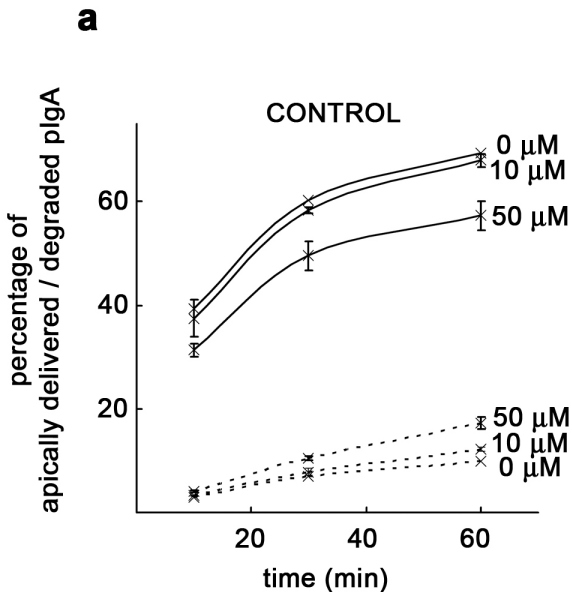 a
CONTROL
0 µM
10 µM
50 µM
60
40
20
50 µM
10 µM
0 µM
20 40 60
time (min)
percentage of
apically delivered / degraded pIgA